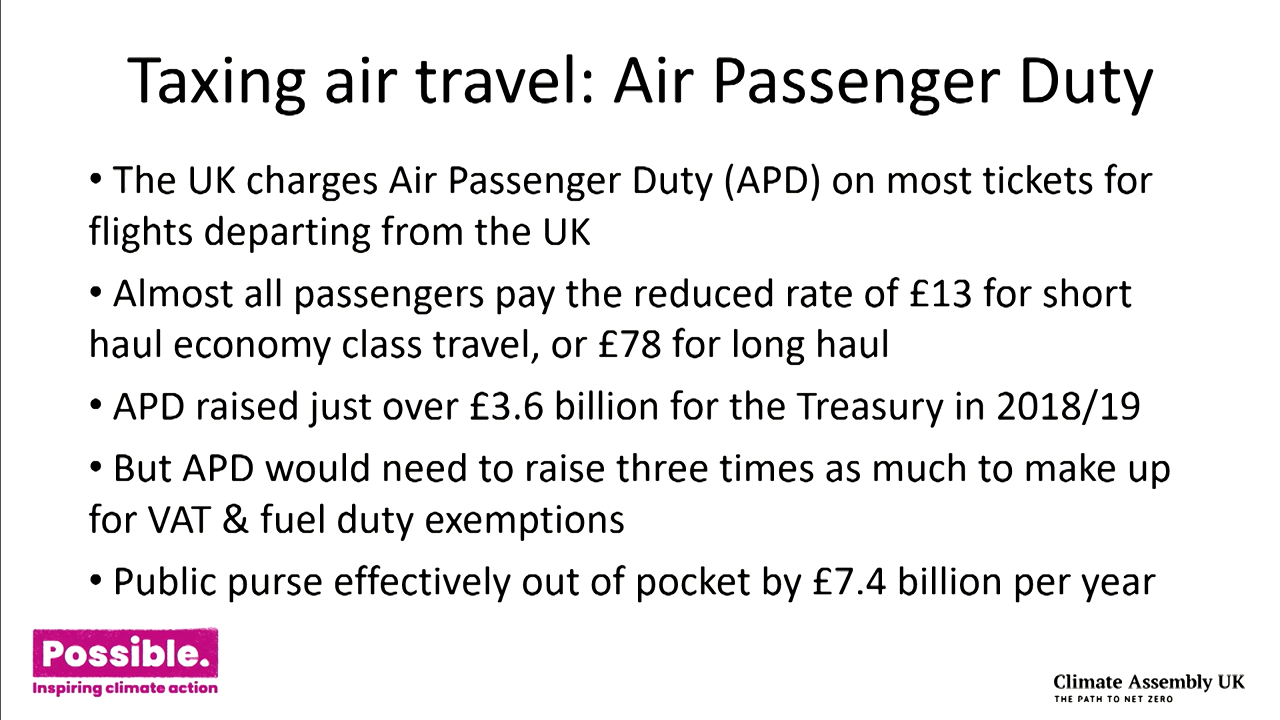 Taxing air travel: Air Passenger Duty
• The UK charges Air Passenger Duty (APD) on most tickets for
flights departing from the UK
• Almost all passengers pay the reduced rate of £13 for short
haul economy class travel, or £78 for long haul
• APD raised just over £3.6 billion for the Treasury in 2018/19
• But APD would need to raise three times as much to make up
for VAT & fuel duty exemptions
• Public purse effectively out of pocket by £7.4 billion per year
Possible.
Inspiring climate action
Climate Assembly UK
THE PATH TO NET ZERO